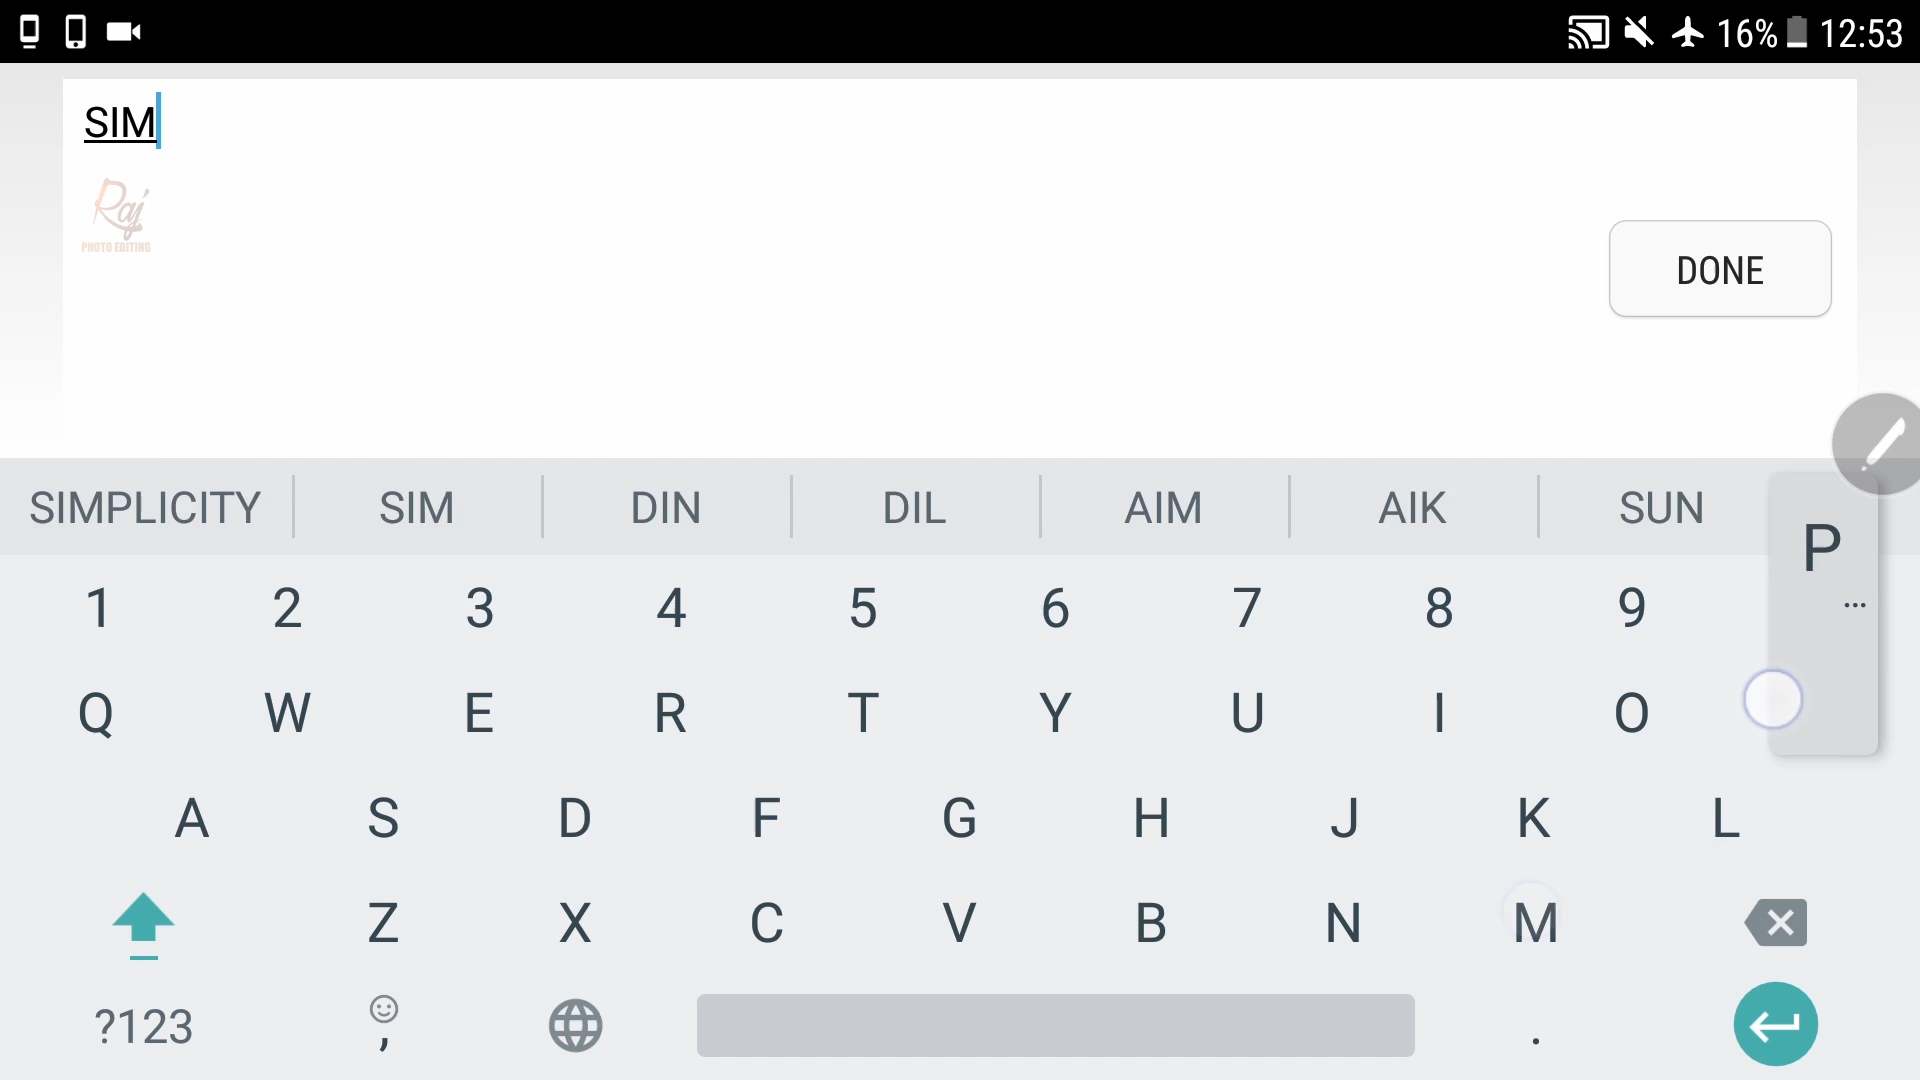 16% 12:53
SIM
Raj
PHOTO EDITING
DONE
SIMPLICITY SIM DIN DIL AIM AIK SUN
P
...
1 2 3 4 5 6 7 8 9
Q W E R T Y U I O
A S D F G H J K L
Z X C V B N M
?123 , .